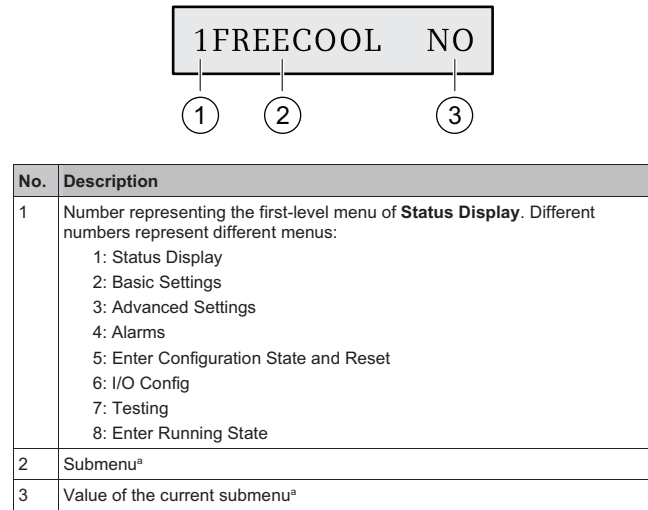 1FREECOOL NO
1 2 3
No. Description
1 Number representing the first-level menu of Status Display. Different
numbers represent different menus:
1: Status Display
2: Basic Settings
3: Advanced Settings
4: Alarms
5: Enter Configuration State and Reset
6: I/O Config
7: Testing
8: Enter Running State
2 Submenuᵃ
3 Value of the current submenuᵃ